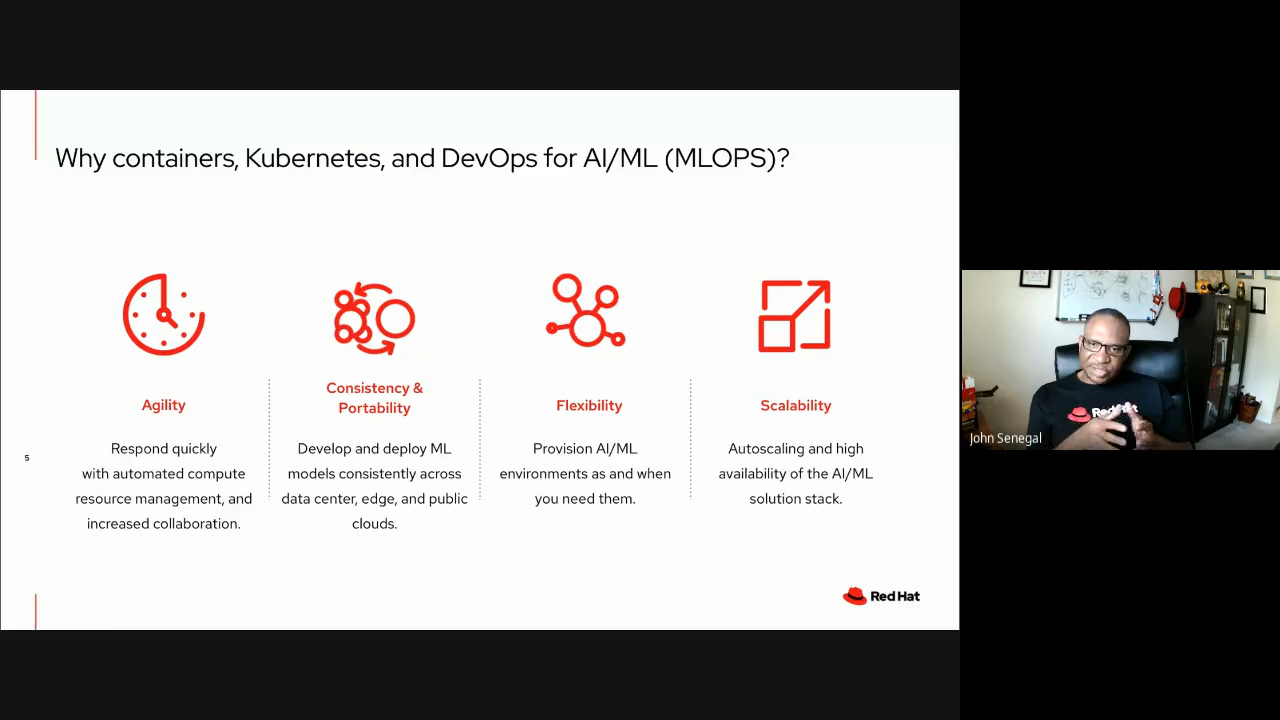 Why containers, Kubernetes, and DevOps for AI/ML (MLOPS)?
Agility
Respond quickly
with automated compute
resource management, and
increased collaboration.
Consistency &
Portability
Develop and deploy ML
models consistently across
data center, edge, and public
clouds.
Flexibility
Provision AI/ML
environments as and when
you need them.
Scalability
Autoscaling and high
availability of the AI/ML
solution stack.
5
Red Hat
John Senegal